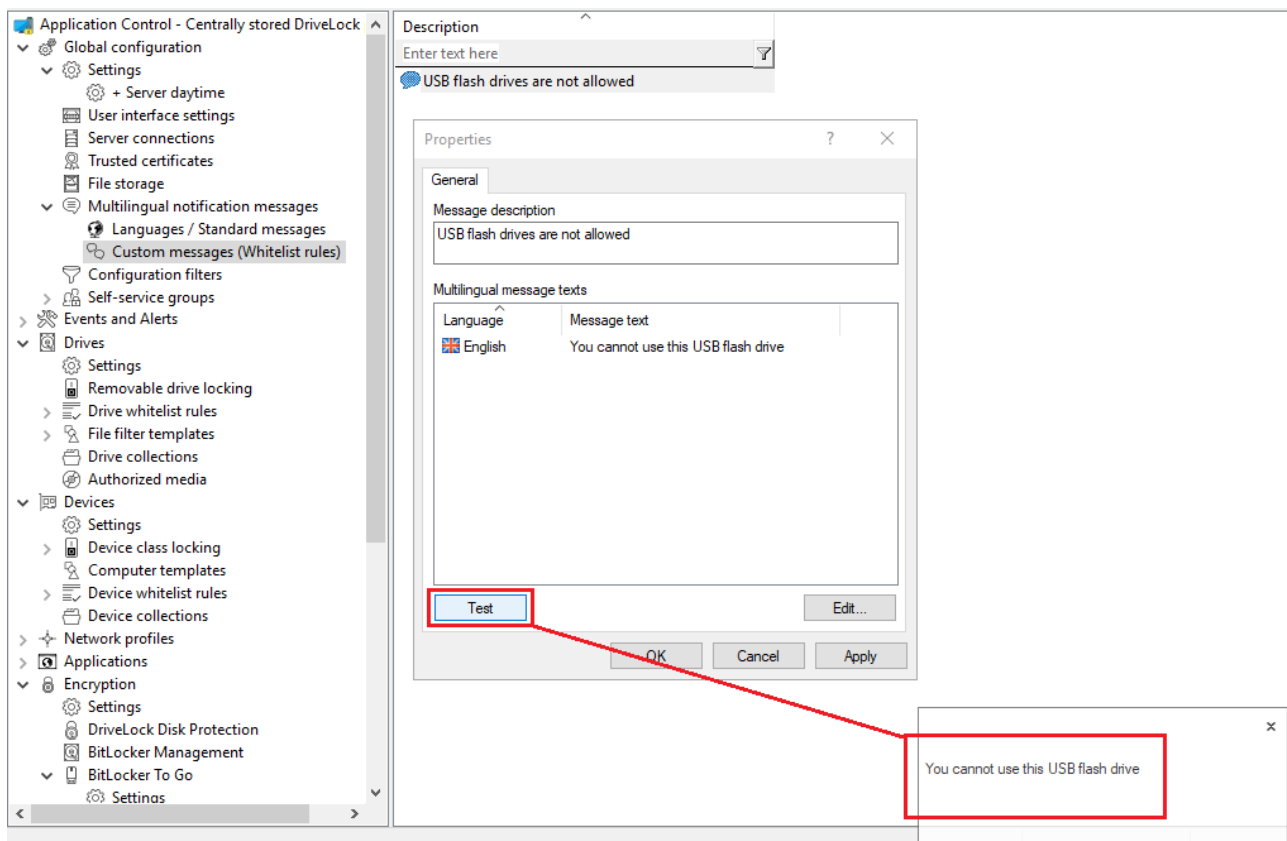 Application Control - Centrally stored DriveLock
Global configuration
Settings
+ Server daytime
User interface settings
Server connections
Trusted certificates
File storage
Multilingual notification messages
Languages / Standard messages
Custom messages (Whitelist rules)
Configuration filters
Self-service groups
Events and Alerts
Drives
Settings
Removable drive locking
Drive whitelist rules
File filter templates
Drive collections
Authorized media
Devices
Settings
Device class locking
Computer templates
Device whitelist rules
Device collections
Network profiles
Applications
Encryption
Settings
DriveLock Disk Protection
BitLocker Management
BitLocker To Go
Settings
Description
Enter text here
USB flash drives are not allowed
Properties ? ×
General
Message description
USB flash drives are not allowed
Multilingual message texts
Language Message text
English You cannot use this USB flash drive
Test Edit...
OK Cancel Apply
x
You cannot use this USB flash drive